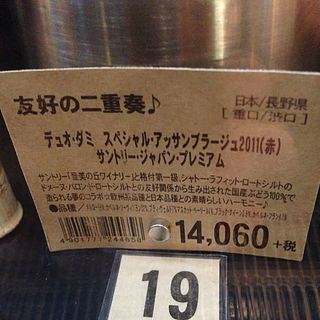 友好の二重奏♪
日本/長野県
[重口/渋口]
デュオ・ダミ スペシャル・アッサンブラージュ2011(赤)
サントリー・ジャパン・プレミアム
サントリー「登美の丘ワイナリー」と格付第一級、シャトー・ラフィット・ロートシルトの
ドメーヌ・バロン・ド・ロートシルトとの友好関係から生み出された国産ぶどう100%で
造られる夢のコラボ☆欧州系品種と日本品種との素晴らしいハーモニー♪
●品種/
4901777244658
14,060+税
19